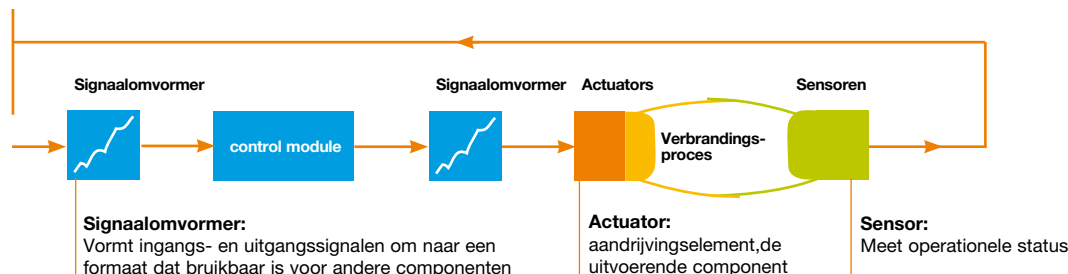 Signaalomvormer
Signaalomvormer
Actuators
Sensoren
control module
Verbrandings-
proces
Signaalomvormer:
Vormt ingangs- en uitgangssignalen om naar een
formaat dat bruikbaar is voor andere componenten
Actuator:
aandrijvingselement,de
uitvoerende component
Sensor:
Meet operationele status